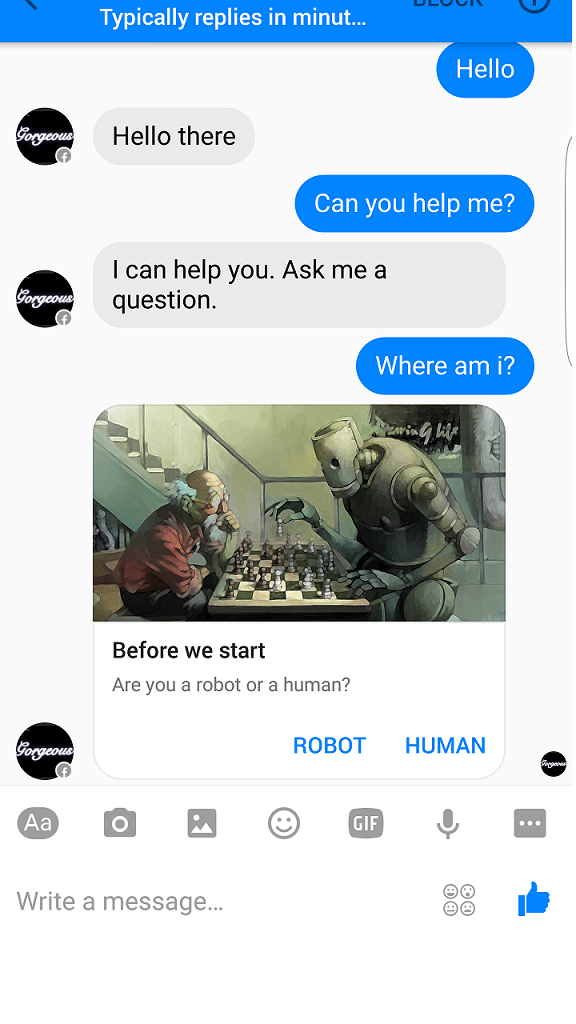 BLOCK
Typically replies in minut...
Hello
Gorgeous
Hello there
Can you help me?
I can help you. Ask me a
question.
Gorgeous
Where am i?
Before we start
Are you a robot or a human?
ROBOT HUMAN
Gorgeous
Gorgeous
Aa
GIF
Write a message...